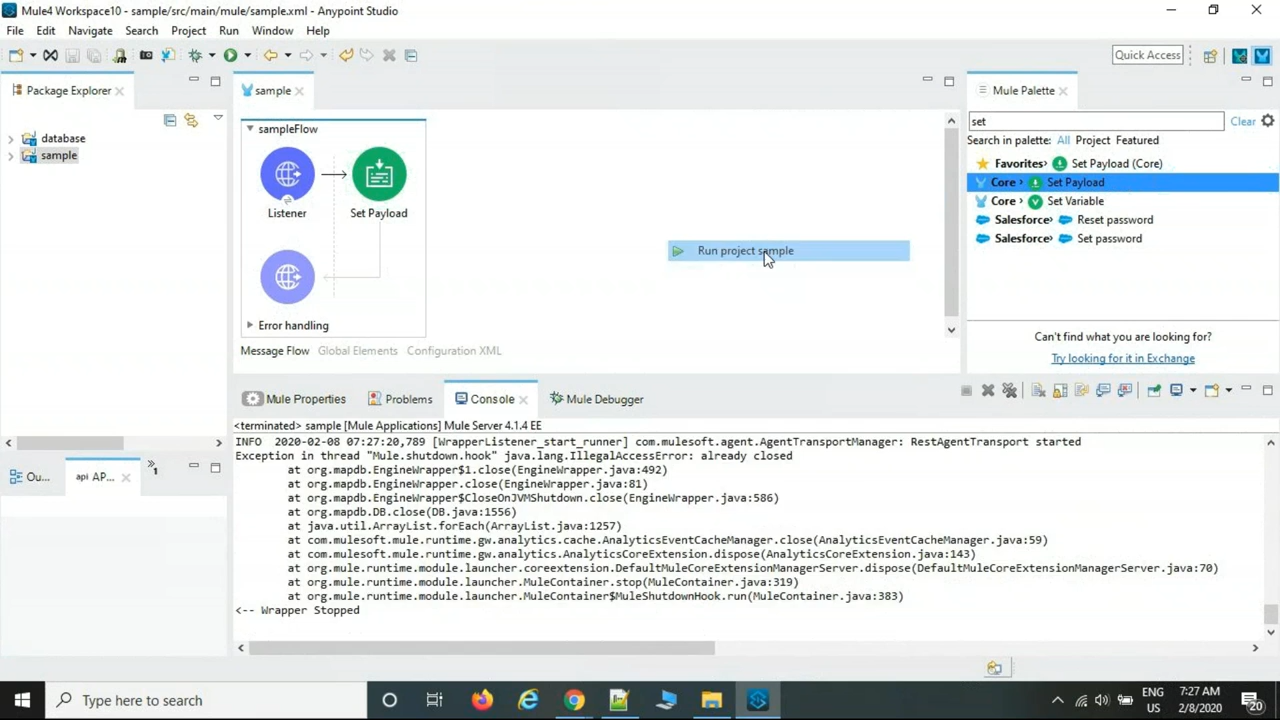 Mule4 Workspace10 - sample/src/main/mule/sample.xml - Anypoint Studio
File Edit Navigate Search Project Run Window Help
Quick Access
Package Explorer
database
sample
sample
sampleFlow
Listener
Set Payload
Error handling
Run project sample
Message Flow Global Elements Configuration XML
Mule Palette
set
Clear
Search in palette: All Project Featured
Favorites> Set Payload (Core)
Core > Set Payload
Core > Set Variable
Salesforce> Reset password
Salesforce> Set password
Can't find what you are looking for?
Try looking for it in Exchange
Ou...
api AP...
»1
Mule Properties Problems Console Mule Debugger
<terminated> sample [Mule Applications] Mule Server 4.1.4 EE
INFO 2020-02-08 07:27:20,789 [WrapperListener_start_runner] com.mulesoft.agent.AgentTransportManager: RestAgentTransport started
Exception in thread "Mule.shutdown.hook" java.lang.IllegalAccessError: already closed
at org.mapdb.EngineWrapper$1.close(EngineWrapper.java:492)
at org.mapdb.EngineWrapper.close(EngineWrapper.java:81)
at org.mapdb.EngineWrapper$CloseOnJVMShutdown.close(EngineWrapper.java:586)
at org.mapdb.DB.close(DB.java:1556)
at java.util.ArrayList.forEach(ArrayList.java:1257)
at com.mulesoft.mule.runtime.gw.analytics.cache.AnalyticsEventCacheManager.close(AnalyticsEventCacheManager.java:59)
at com.mulesoft.mule.runtime.gw.analytics.AnalyticsCoreExtension.dispose(AnalyticsCoreExtension.java:143)
at org.mule.runtime.module.launcher.coreextension.DefaultMuleCoreExtensionManagerServer.dispose(DefaultMuleCoreExtensionManagerServer.java:70)
at org.mule.runtime.module.launcher.MuleContainer.stop(MuleContainer.java:319)
at org.mule.runtime.module.launcher.MuleContainer$MuleShutdownHook.run(MuleContainer.java:383)
<-- Wrapper Stopped
Type here to search
ENG
US
7:27 AM
2/8/2020
20